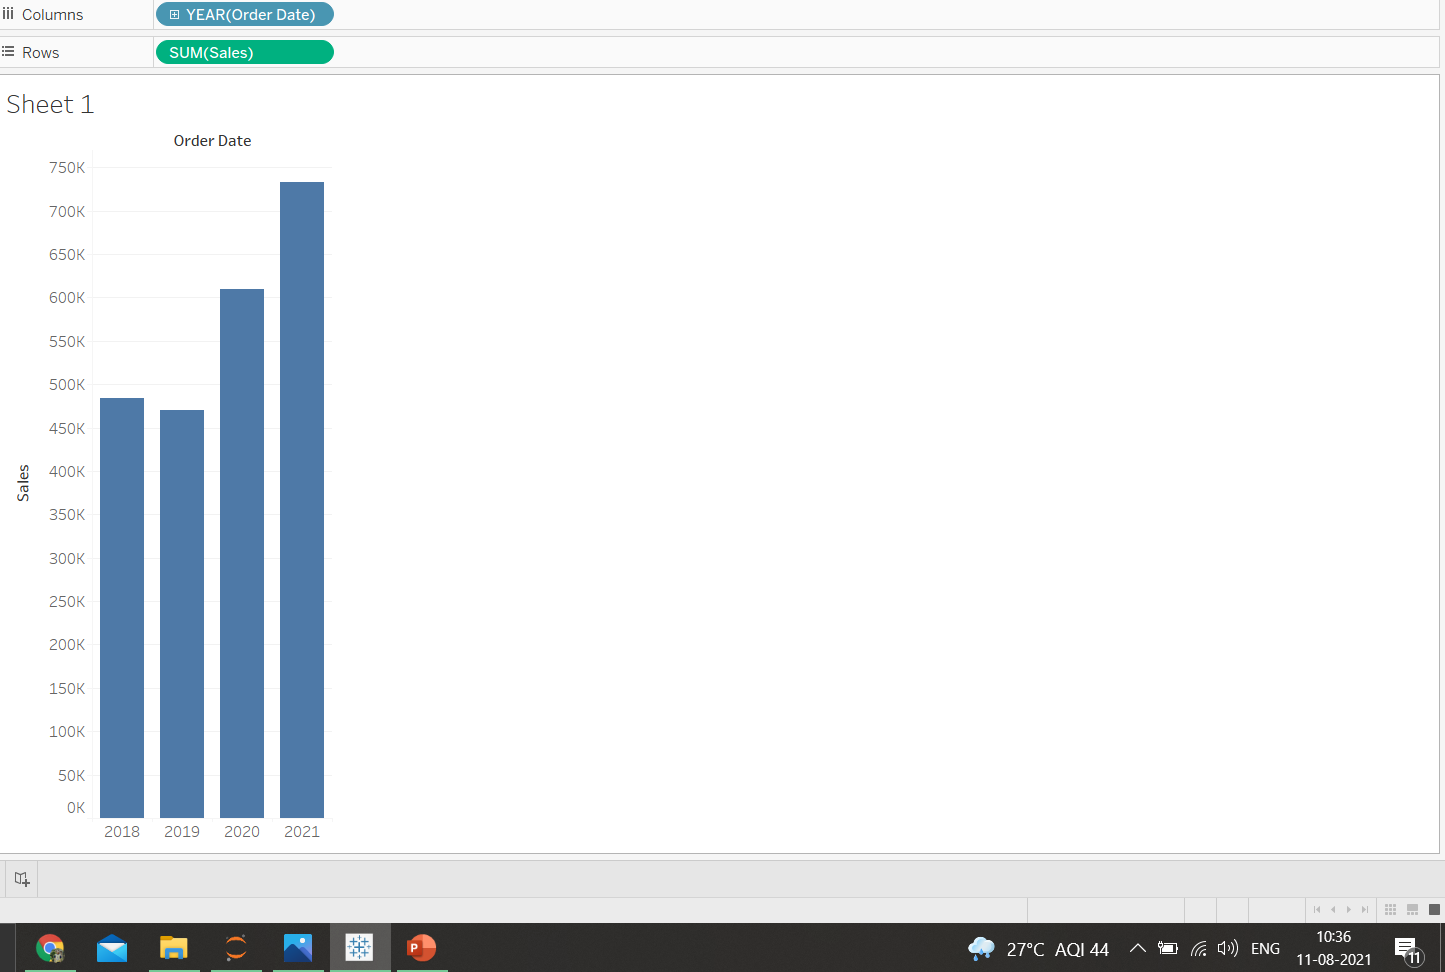 Columns
YEAR(Order Date)
Rows
SUM(Sales)
Sheet 1
Order Date
750K
700K
650K
600K
550K
500K
450K
400K
350K
300K
250K
200K
150K
100K
50K
0K
Sales
2018 2019 2020 2021
P
27°C AQI 44
ENG
10:36
11-08-2021
11